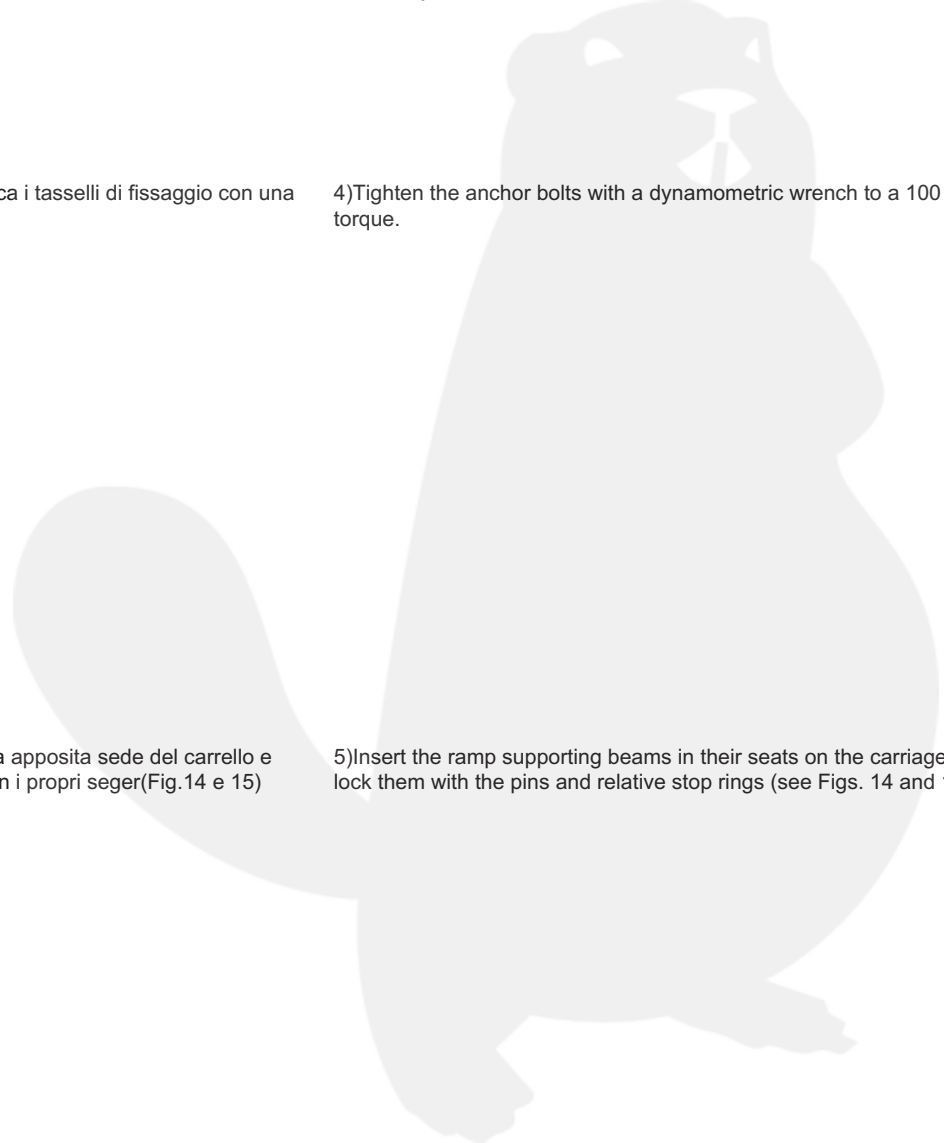 ca i tasselli di fissaggio con una
4)Tighten the anchor bolts with a dynamometric wrench to a 100
torque.
a apposita sede del carrello e
n i propri seger(Fig.14 e 15)
5)Insert the ramp supporting beams in their seats on the carriage
lock them with the pins and relative stop rings (see Figs. 14 and